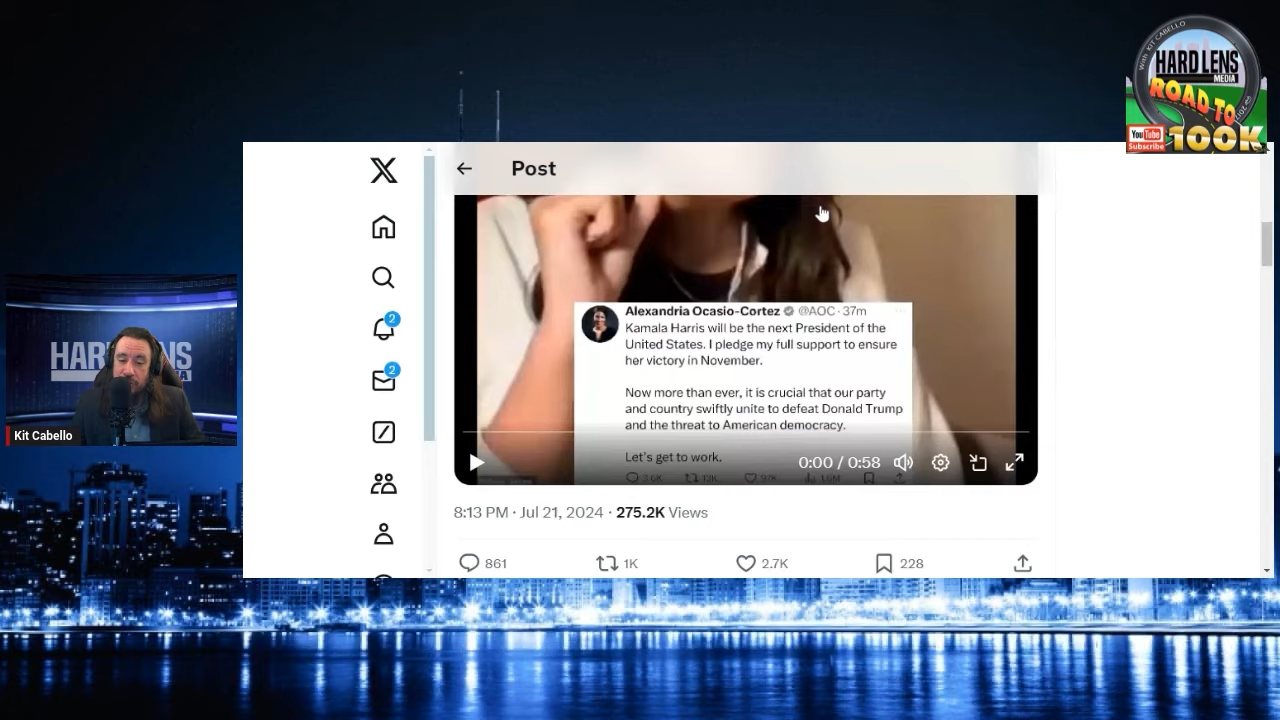 With KIT CABELLO
HARD LENS
MEDIA
ROAD TO
100K
YouTube
Subscribe
Post
Alexandria Ocasio-Cortez @AOC · 37m
Kamala Harris will be the next President of the
United States. I pledge my full support to ensure
her victory in November.
Now more than ever, it is crucial that our party
and country swiftly unite to defeat Donald Trump
and the threat to American democracy.
Let's get to work.
0:00 / 0:58
8:13 PM · Jul 21, 2024 · 275.2K Views
861 1K 2.7K 228
2
2
Kit Cabello